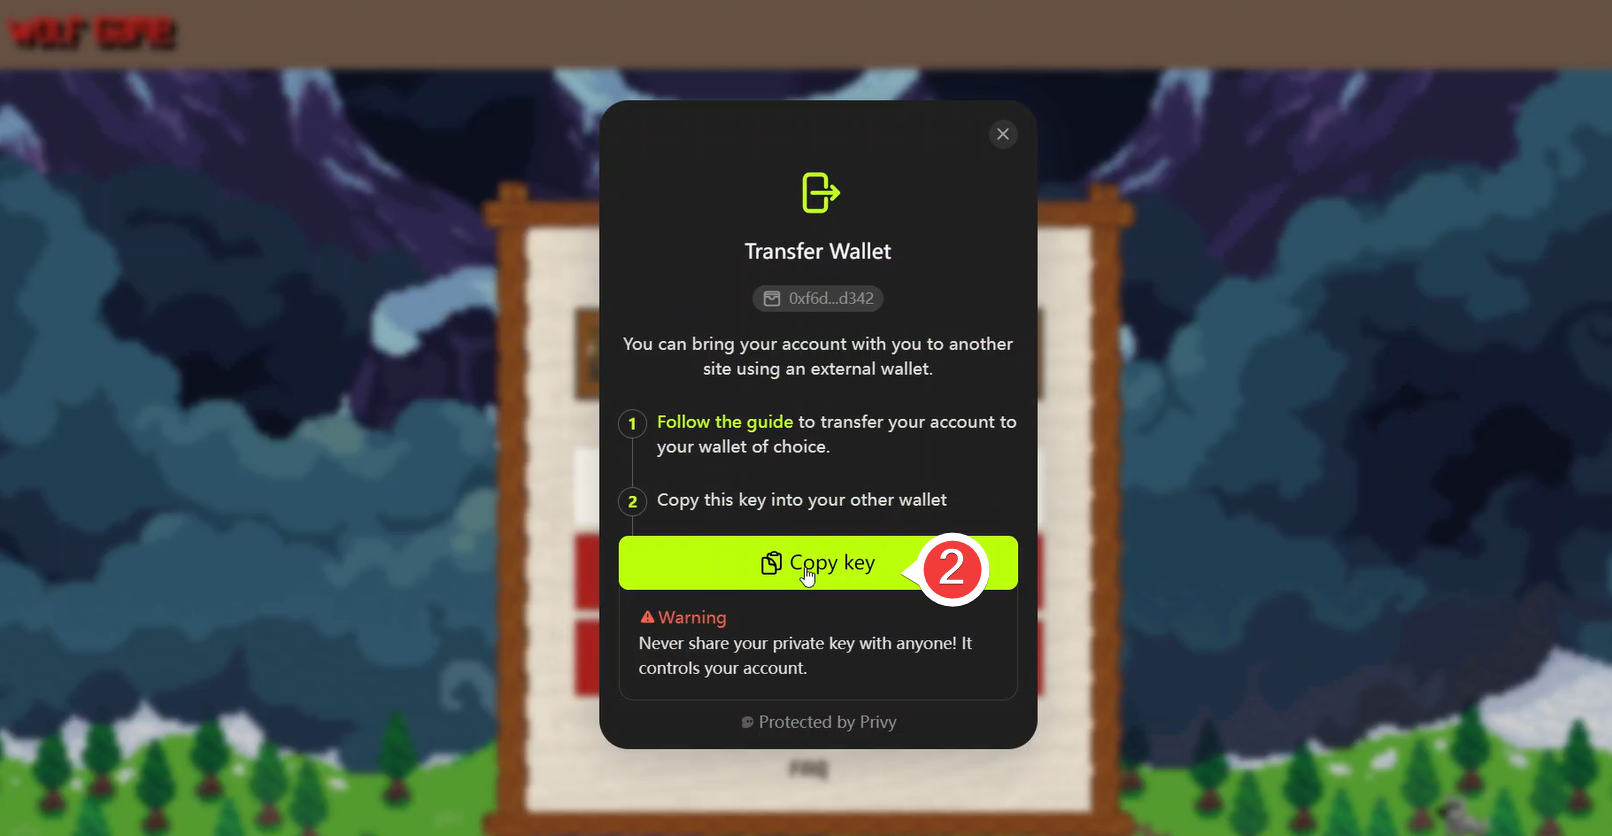 WOLF GAME
Transfer Wallet
0xf6d...d342
You can bring your account with you to another
site using an external wallet.
1
Follow the guide to transfer your account to
your wallet of choice.
2
Copy this key into your other wallet
Copy key
2
Warning
Never share your private key with anyone! It
controls your account.
Protected by Privy
FAQ